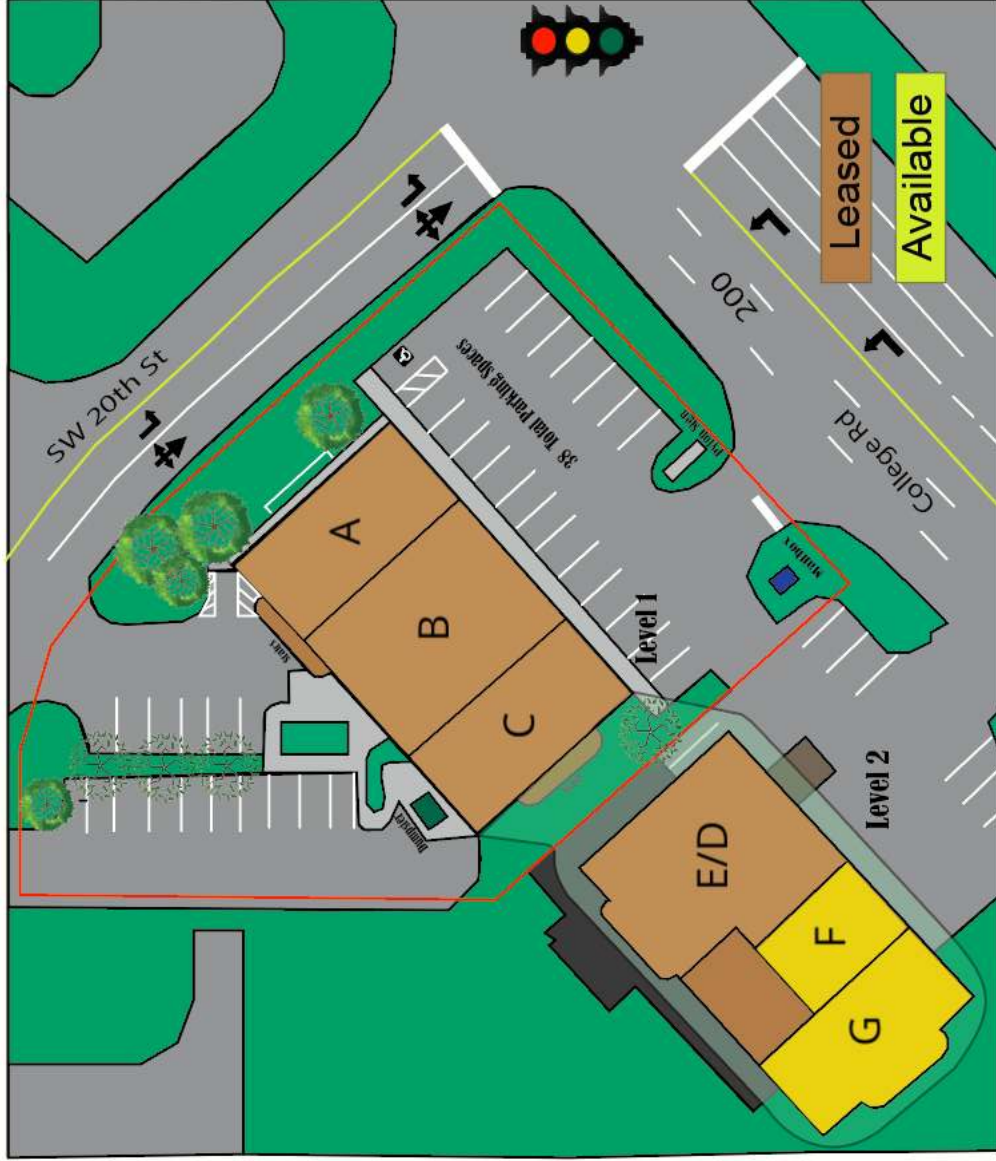 SW 20th St
Leased
Available
200
College Rd
38 Total Parking Spaces
Pylon Sign
Mailbox
A
B
C
stairs
Dumpster
Level 1
Level 2
E/D
F
G